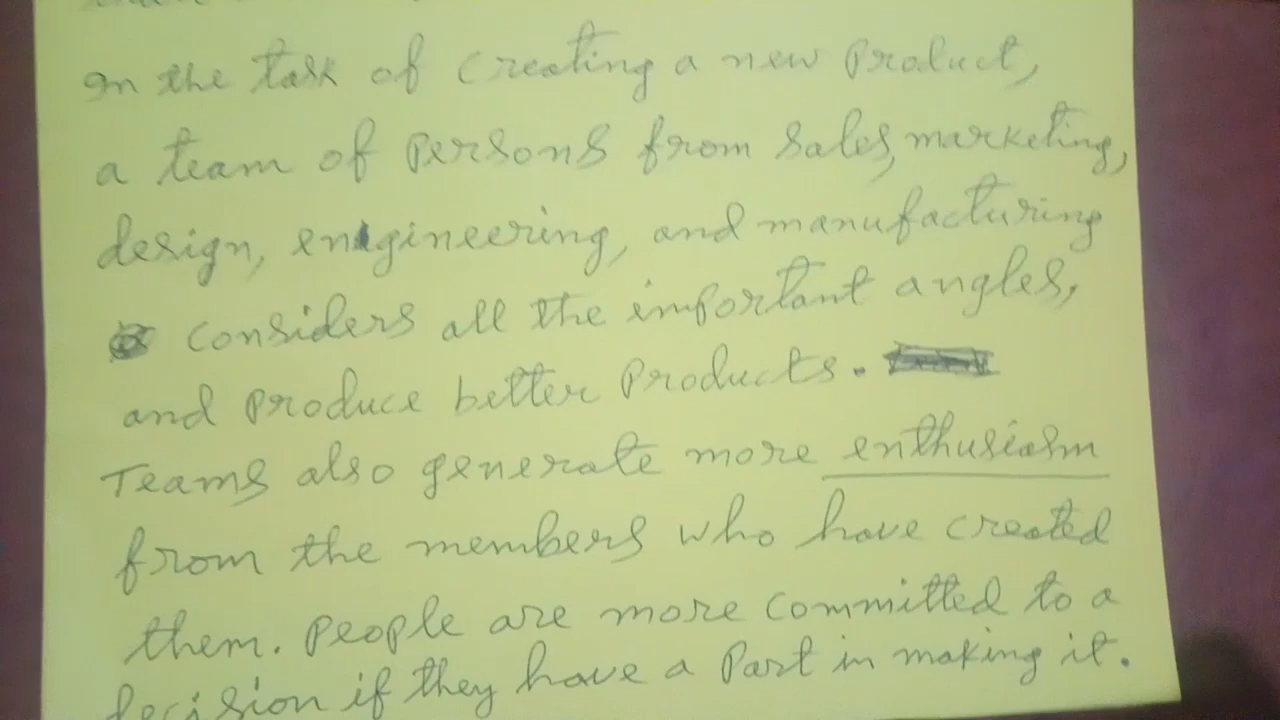 In the task of creating a new product,
a team of persons from sales, marketing,
design, engineering, and manufacturing
considers all the important angles,
and produce better products.
Teams also generate more enthusiasm
from the members who have created
them. People are more committed to a
decision if they have a part in making it.